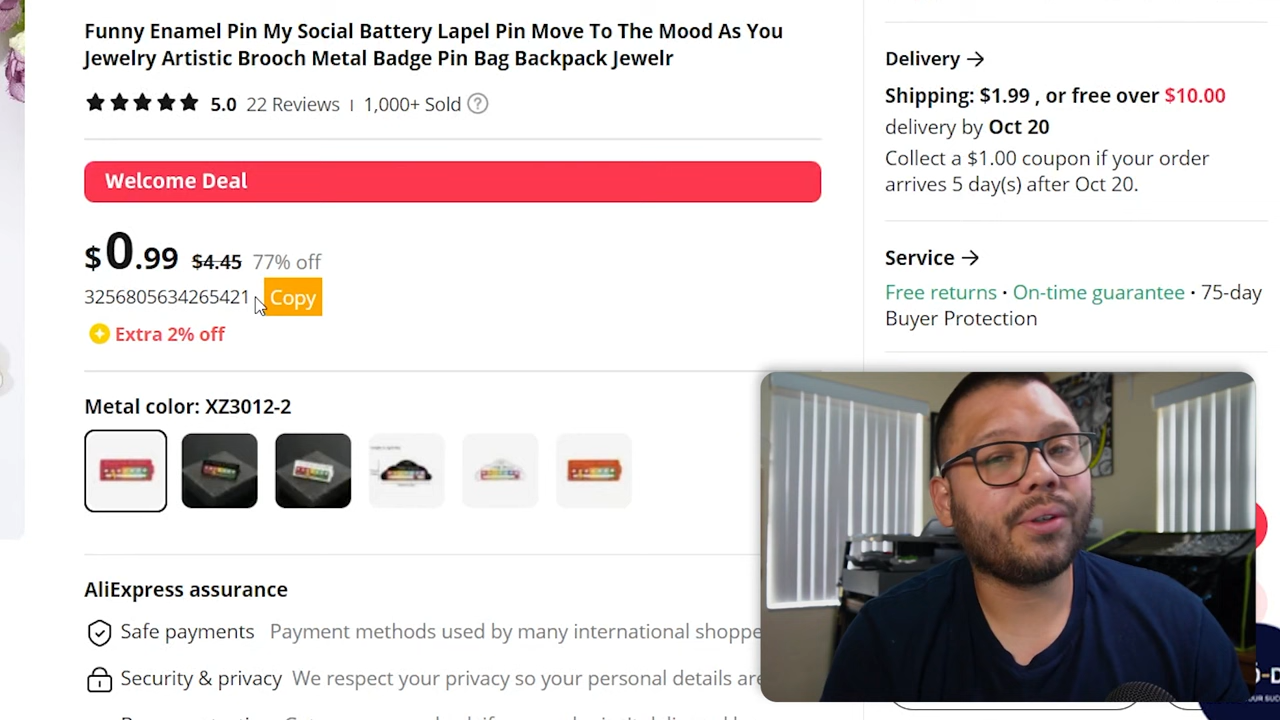 Funny Enamel Pin My Social Battery Lapel Pin Move To The Mood As You
Jewelry Artistic Brooch Metal Badge Pin Bag Backpack Jewelr
5.0 22 Reviews | 1,000+ Sold ?
Welcome Deal
$0.99 $4.45 77% off
3256805634265421 Copy
Extra 2% off
Metal color: XZ3012-2
AliExpress assurance
Safe payments Payment methods used by many international shoppe
Security & privacy We respect your privacy so your personal details are
Delivery →
Shipping: $1.99 , or free over $10.00
delivery by Oct 20
Collect a $1.00 coupon if your order
arrives 5 day(s) after Oct 20.
Service →
Free returns • On-time guarantee • 75-day
Buyer Protection